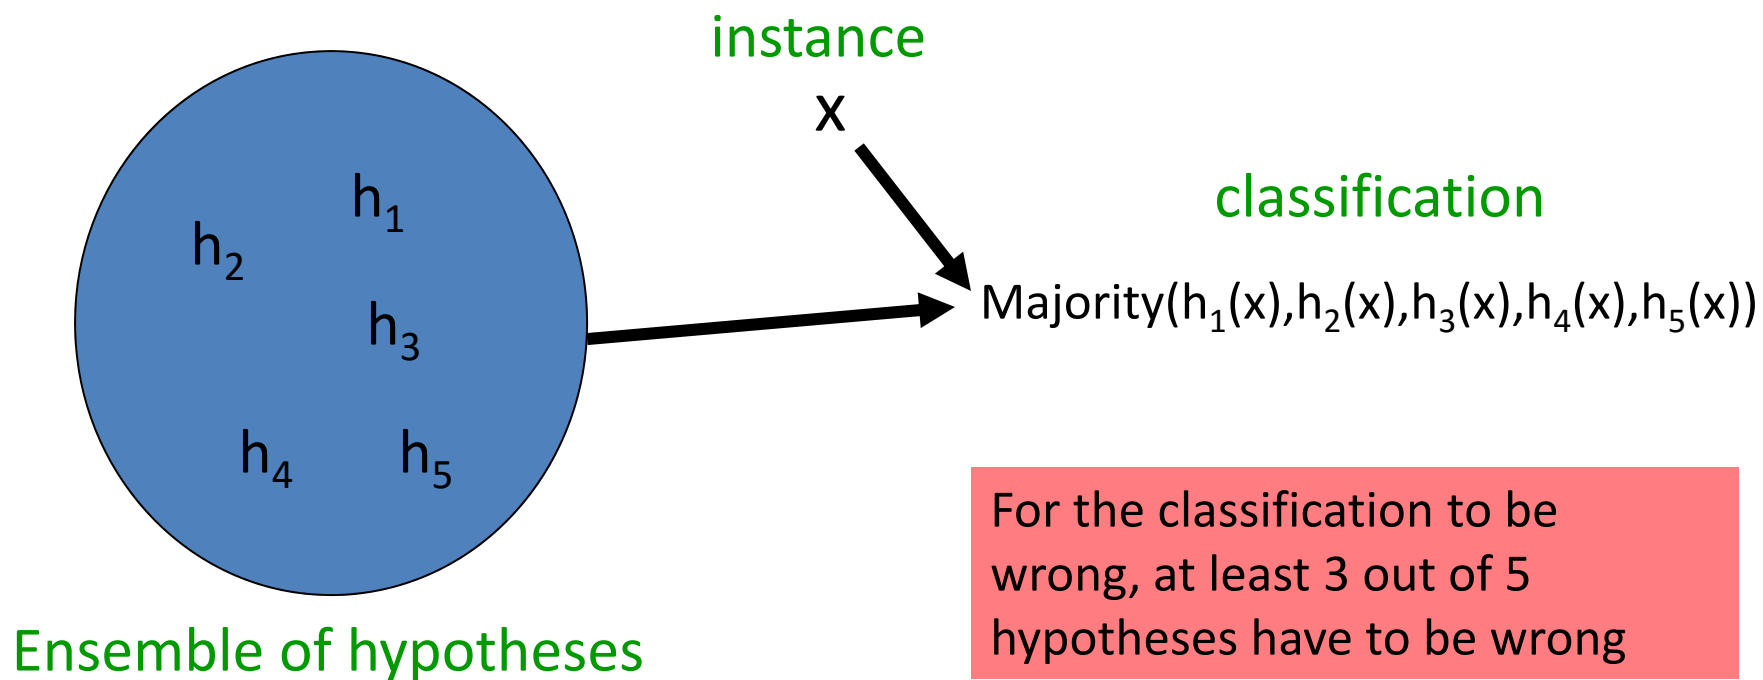 instance
x
h₁
h₂
h₃
h₄ h₅
Ensemble of hypotheses
classification
Majority(h₁(x),h₂(x),h₃(x),h₄(x),h₅(x))
For the classification to be
wrong, at least 3 out of 5
hypotheses have to be wrong